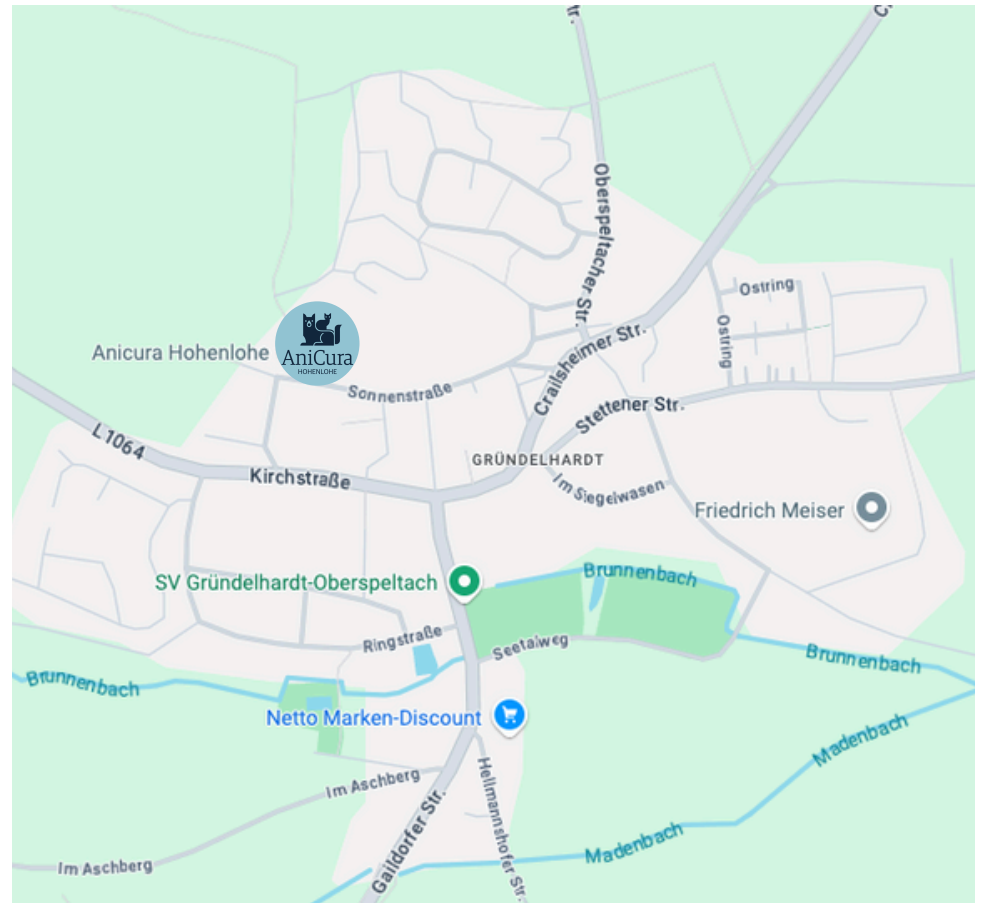 Oberspeltacher Str.
Ostring
Ostring
Anicura Hohenlohe
AniCura
HOHENLOHE
Crailsheimer Str.
Sonnenstraße
Stettener Str.
L 1064
GRÜNDELHARDT
Kirchstraße
Im Siegelwasen
Friedrich Meiser
SV Gründelhardt-Oberspeltach
Brunnenbach
Ringstraße
Seetalweg
Brunnenbach
Brunnenbach
Netto Marken-Discount
Madenbach
Im Aschberg
Hellmannshofer Str.
Gaildorfer Str.
Madenbach
Im Aschberg